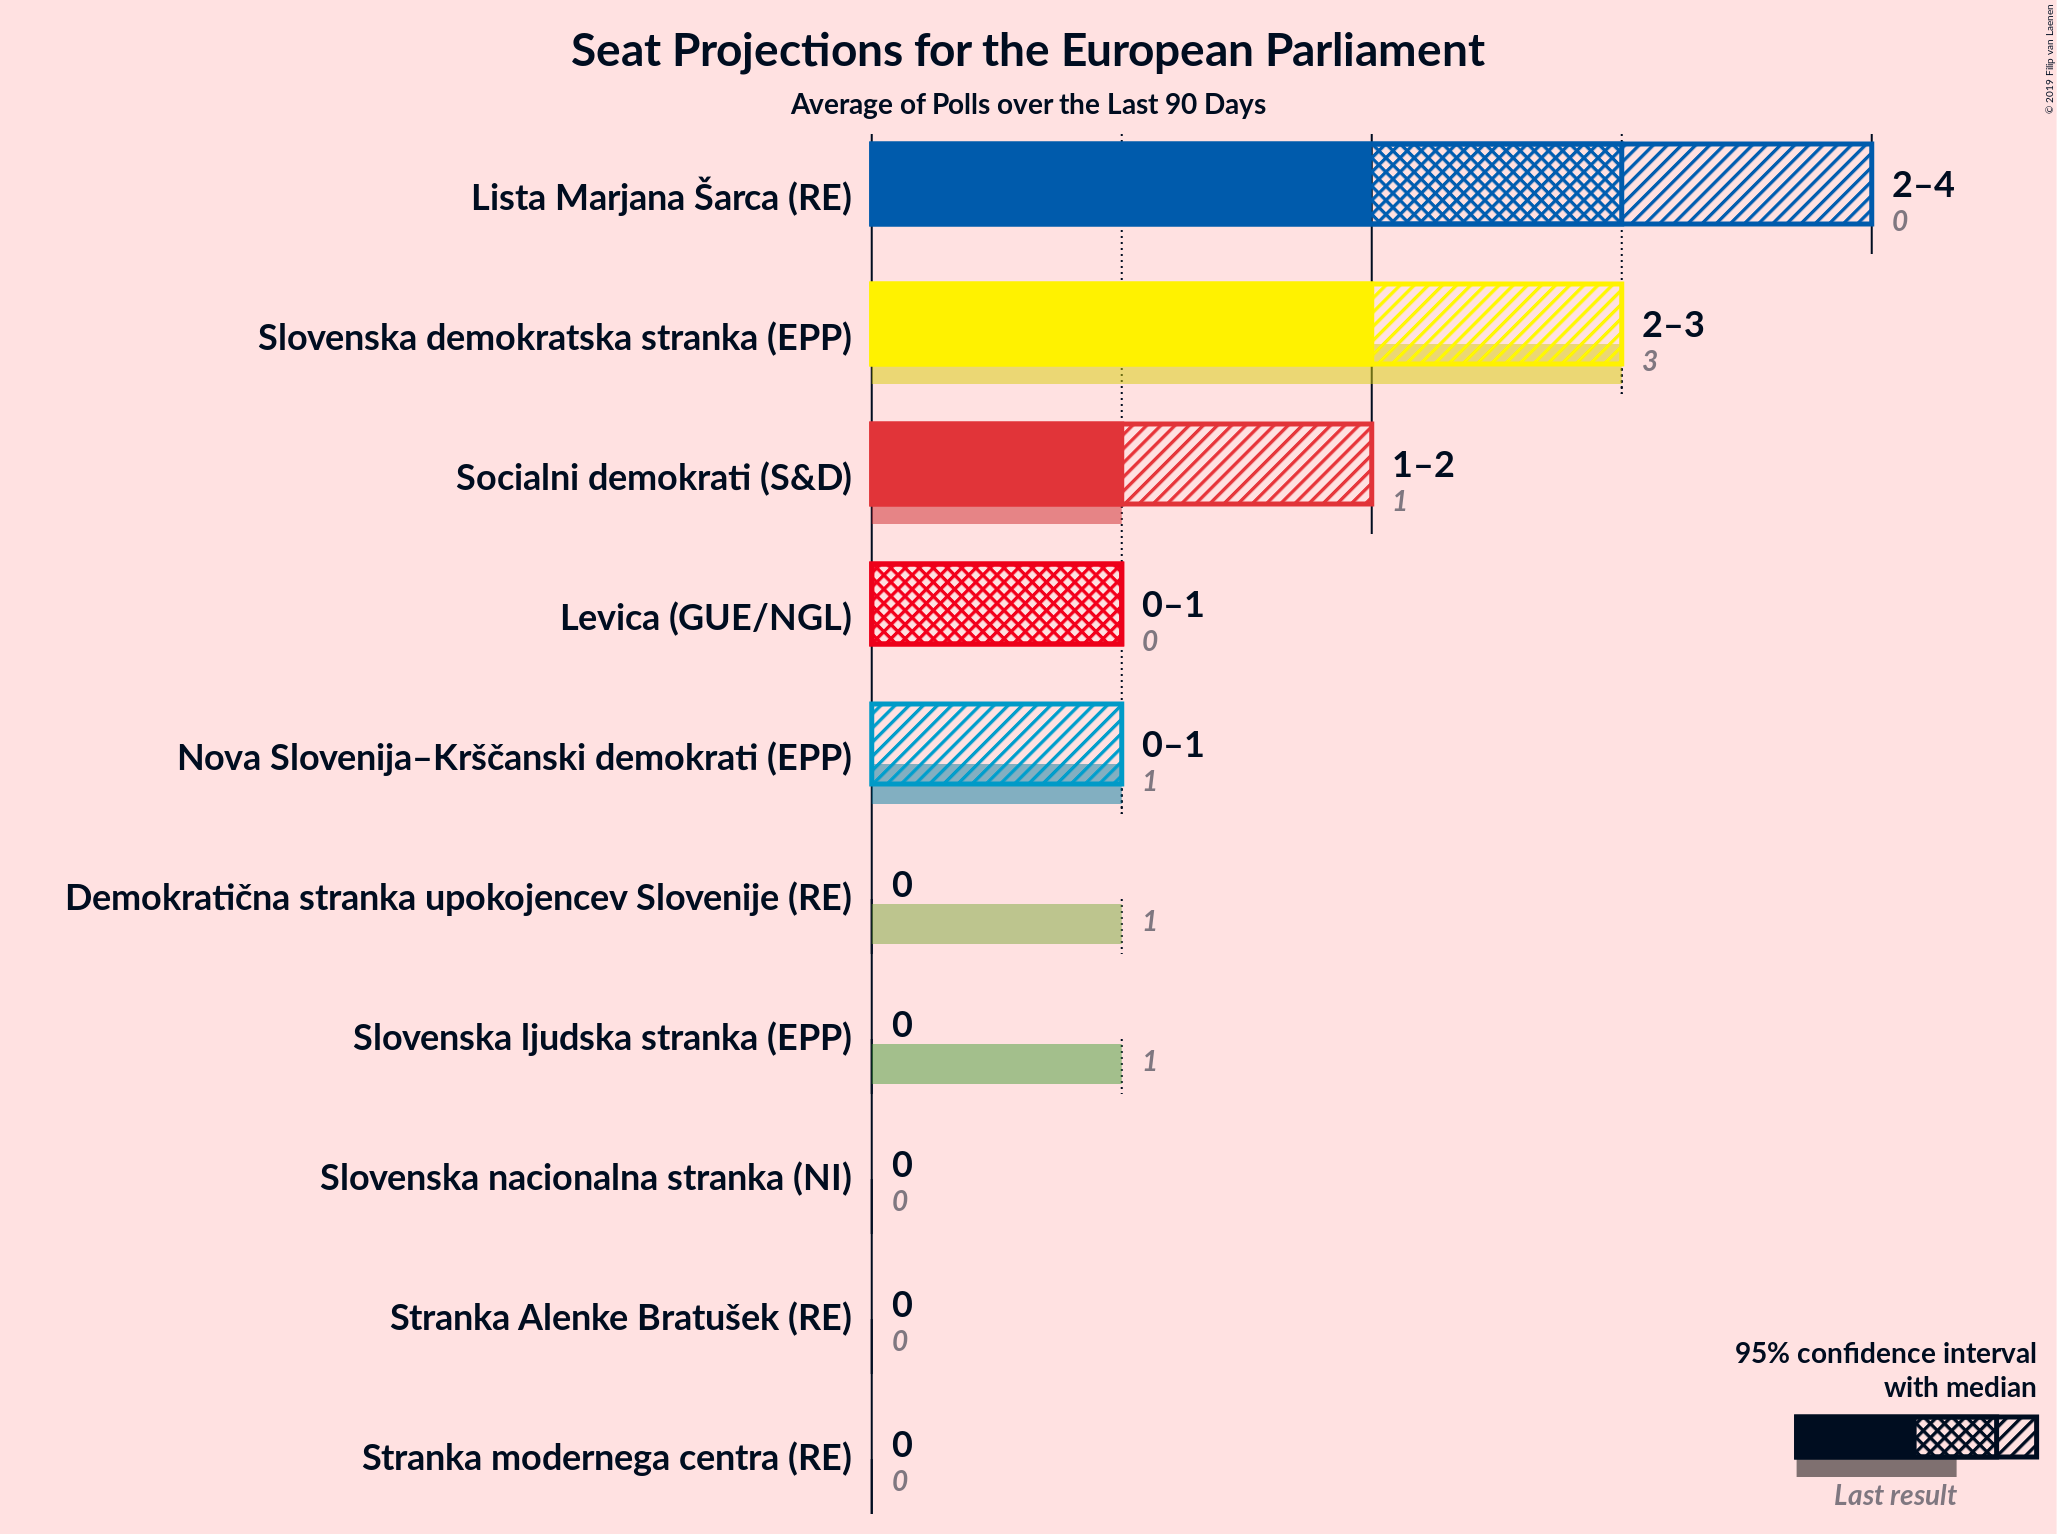 Seat Projections for the European Parliament
Average of Polls over the Last 90 Days
© 2019 Filip van Laenen
Lista Marjana Šarca (RE)
2–4
0
Slovenska demokratska stranka (EPP)
2–3
3
Socialni demokrati (S&D)
1–2
1
Levica (GUE/NGL)
0–1
0
Nova Slovenija–Krščanski demokrati (EPP)
0–1
1
Demokratična stranka upokojencev Slovenije (RE)
0
1
Slovenska ljudska stranka (EPP)
0
1
Slovenska nacionalna stranka (NI)
0
0
Stranka Alenke Bratušek (RE)
0
0
Stranka modernega centra (RE)
0
0
95% confidence interval
with median
Last result